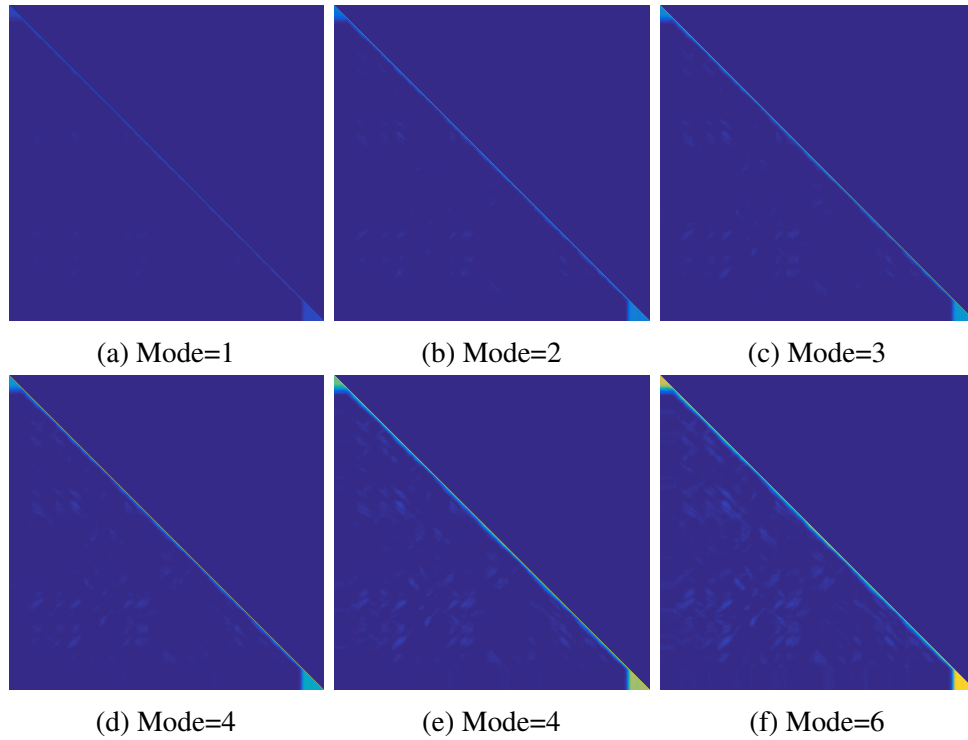 (a) Mode=1
(b) Mode=2
(c) Mode=3
(d) Mode=4
(e) Mode=4
(f) Mode=6